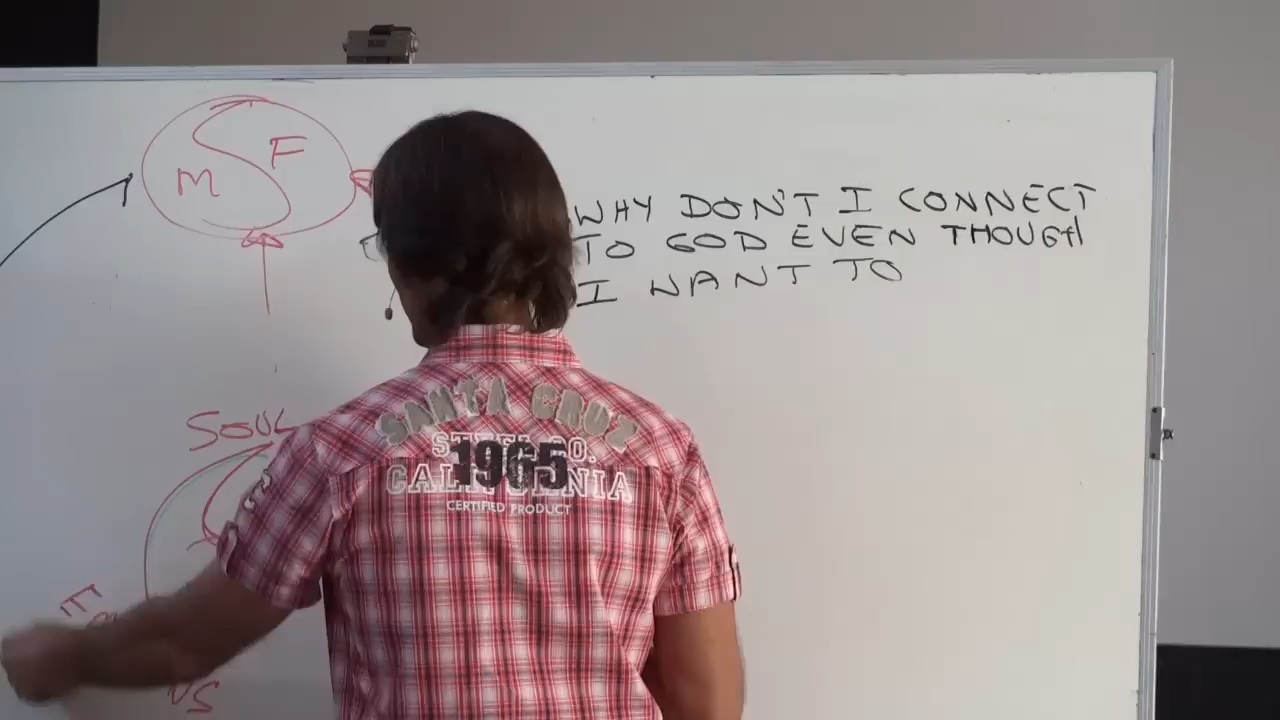 M F
WHY DON'T I CONNECT
TO GOD EVEN THOUGH
I WANT TO
SOUL
SANTA CRUZ
1965
CALIFORNIA
CERTIFIED PRODUCT